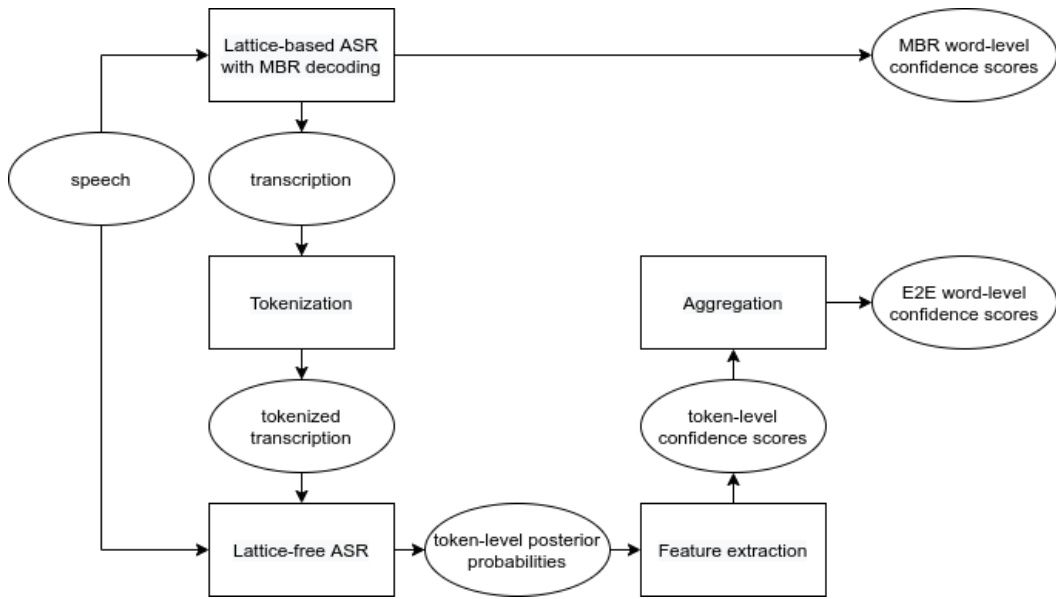 Lattice-based ASR
with MBR decoding
MBR word-level
confidence scores
speech
transcription
Tokenization
Aggregation
E2E word-level
confidence scores
tokenized
transcription
token-level
confidence scores
Lattice-free ASR
token-level posterior
probabilities
Feature extraction